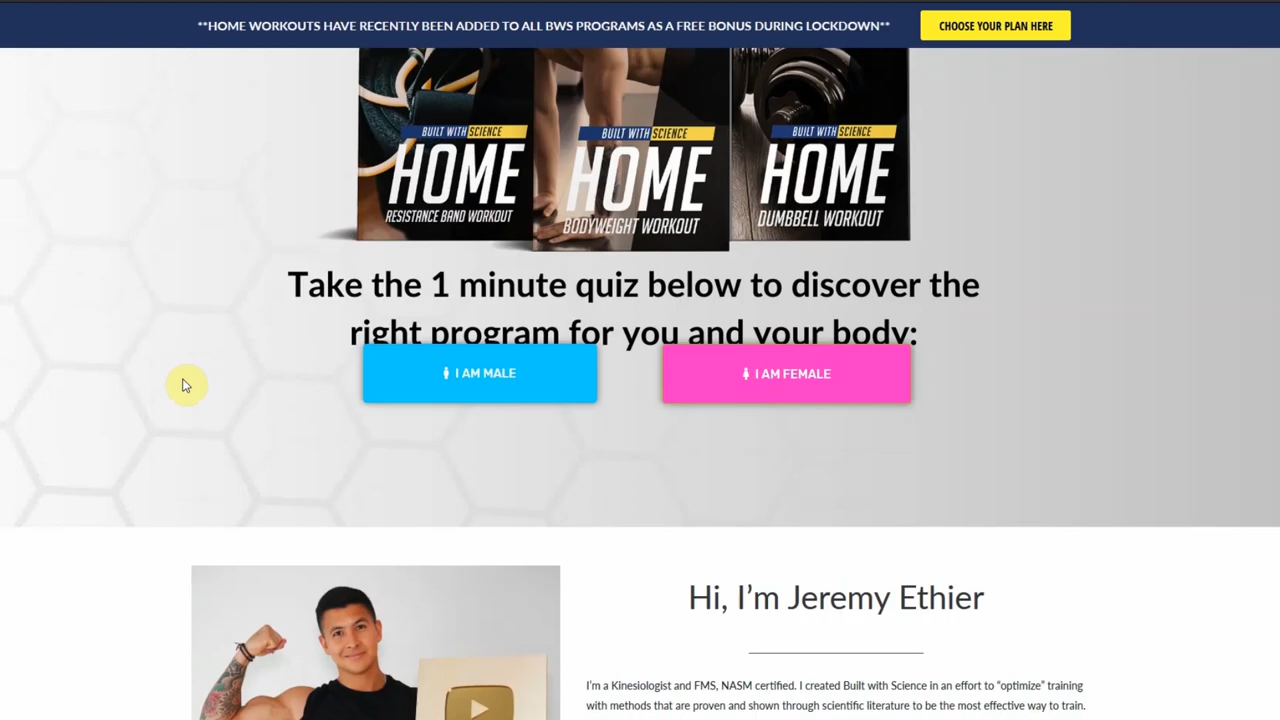 **HOME WORKOUTS HAVE RECENTLY BEEN ADDED TO ALL BWS PROGRAMS AS A FREE BONUS DURING LOCKDOWN**
CHOOSE YOUR PLAN HERE
BUILT WITH SCIENCE
HOME
RESISTANCE BAND WORKOUT
BUILT WITH SCIENCE
HOME
BODYWEIGHT WORKOUT
BUILT WITH SCIENCE
HOME
DUMBBELL WORKOUT
Take the 1 minute quiz below to discover the
right program for you and your body:
I AM MALE
I AM FEMALE
Hi, I’m Jeremy Ethier
I’m a Kinesiologist and FMS, NASM certified. I created Built with Science in an effort to “optimize” training
with methods that are proven and shown through scientific literature to be the most effective way to train.